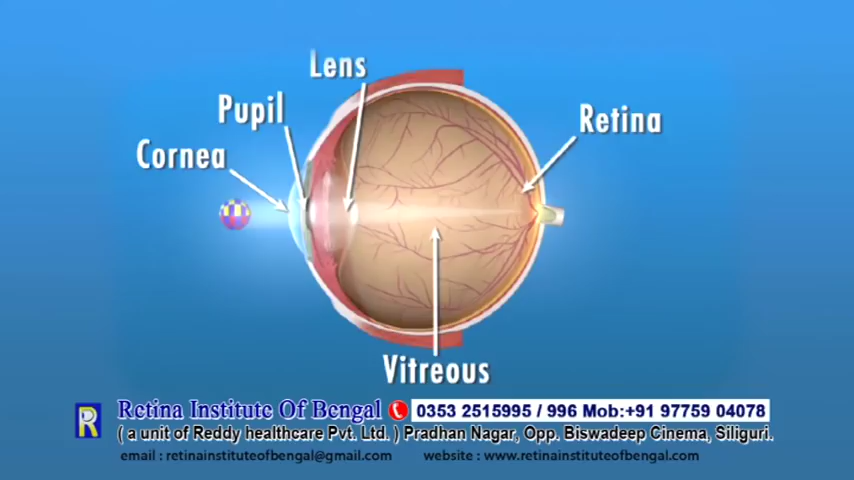 Lens
Pupil
Retina
Cornea
Vitreous
R
Retina Institute Of Bengal
0353 2515995 / 996 Mob:+91 97759 04078
( a unit of Reddy healthcare Pvt. Ltd. ) Pradhan Nagar, Opp. Biswadeep Cinema, Siliguri.
email : retinainstituteofbengal@gmail.com website : www.retinainstituteofbengal.com